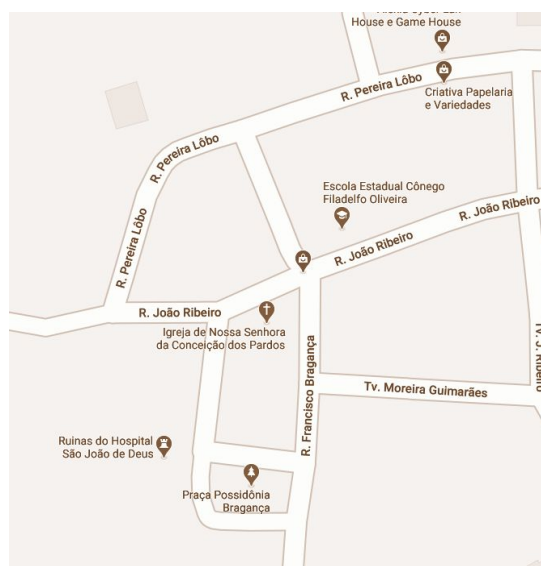 House e Game House
R. Pereira Lôbo
Criativa Papelaria
e Variedades
R. Pereira Lôbo
Escola Estadual Cônego
Filadelfo Oliveira
R. João Ribeiro
R. João Ribeiro
R. Pereira Lôbo
R. João Ribeiro
Igreja de Nossa Senhora
da Conceição dos Pardos
R. Francisco Bragança
Tv. J. Ribeiro
Tv. Moreira Guimarães
Ruinas do Hospital
São João de Deus
Praça Possidônia
Bragança